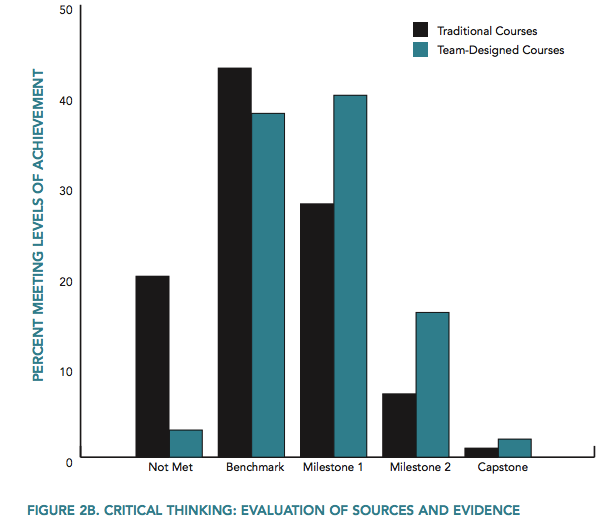 50
Traditional Courses
Team-Designed Courses
40
30
20
10
0
PERCENT MEETING LEVELS OF ACHIEVEMENT
Not Met Benchmark Milestone 1 Milestone 2 Capstone
FIGURE 2B. CRITICAL THINKING: EVALUATION OF SOURCES AND EVIDENCE